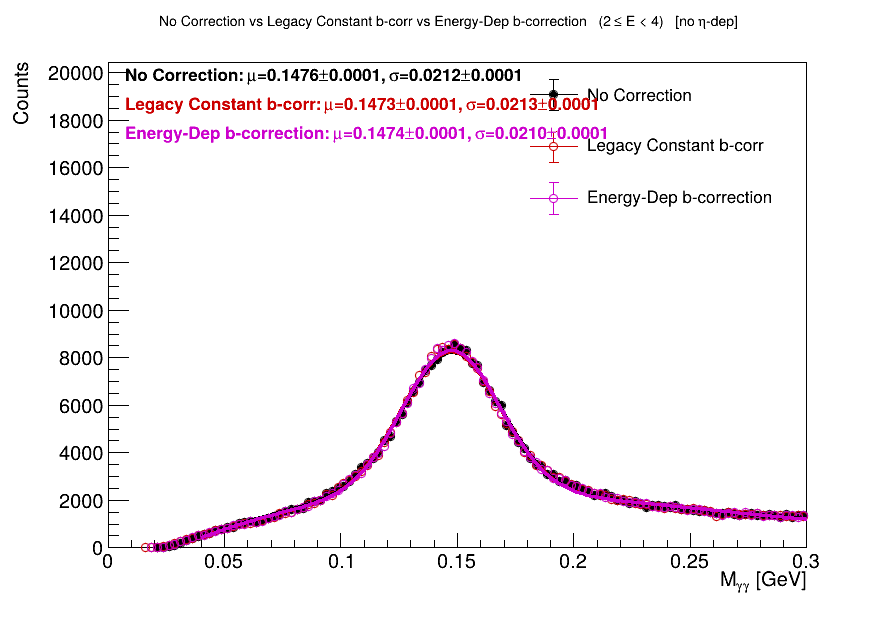 No Correction vs Legacy Constant b-corr vs Energy-Dep b-correction (2 ≤ E < 4) [no η-dep]
Counts
No Correction: μ=0.1476±0.0001, σ=0.0212±0.0001
Legacy Constant b-corr: μ=0.1473±0.0001, σ=0.0213±0.0001
Energy-Dep b-correction: μ=0.1474±0.0001, σ=0.0210±0.0001
No Correction
Legacy Constant b-corr
Energy-Dep b-correction
20000
18000
16000
14000
12000
10000
8000
6000
4000
2000
0
0 0.05 0.1 0.15 0.2 0.25 0.3
Mγγ [GeV]